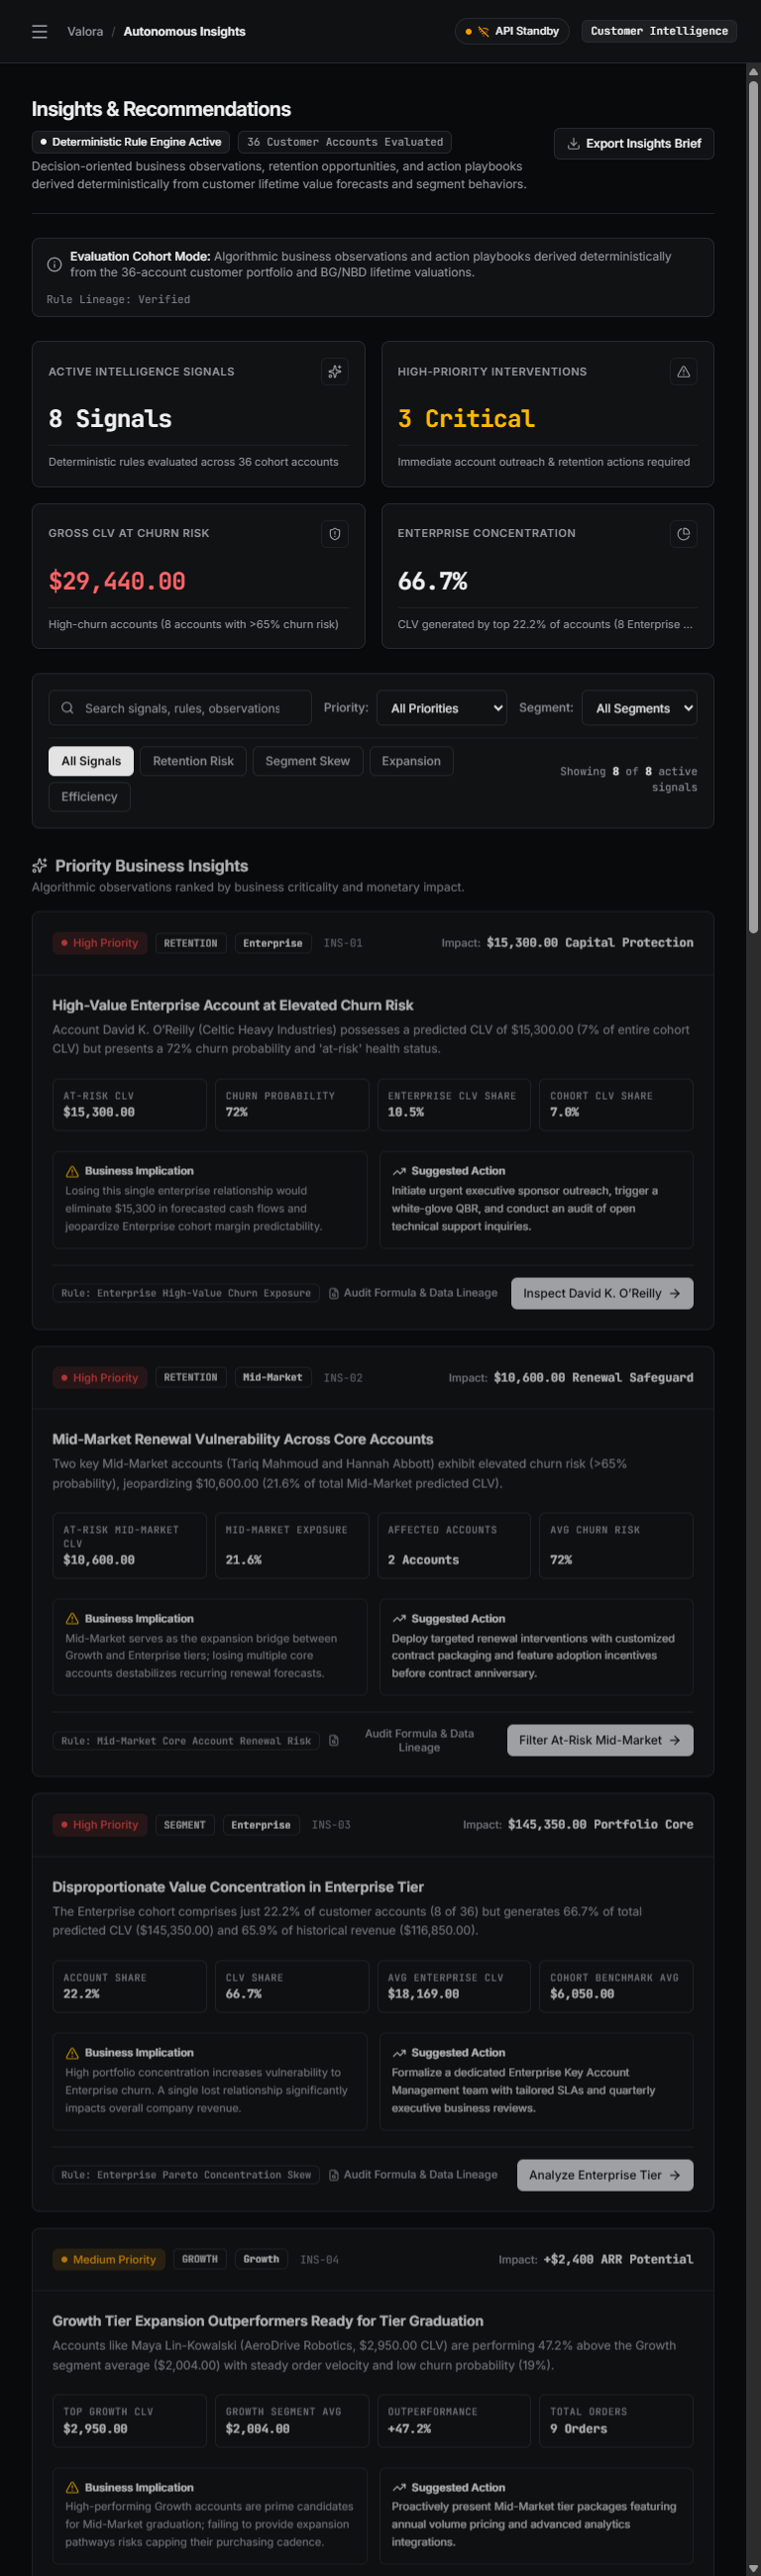 Valora / Autonomous Insights
API Standby
Customer Intelligence
Insights & Recommendations
Deterministic Rule Engine Active
36 Customer Accounts Evaluated
Decision-oriented business observations, retention opportunities, and action playbooks
derived deterministically from customer lifetime value forecasts and segment behaviors.
Export Insights Brief
Evaluation Cohort Mode: Algorithmic business observations and action playbooks derived deterministically
from the 36-account customer portfolio and BG/NBD lifetime valuations.
Rule Lineage: Verified
ACTIVE INTELLIGENCE SIGNALS
8 Signals
Deterministic rules evaluated across 36 cohort accounts
HIGH-PRIORITY INTERVENTIONS
3 Critical
Immediate account outreach & retention actions required
GROSS CLV AT CHURN RISK
$29,440.00
High-churn accounts (8 accounts with >65% churn risk)
ENTERPRISE CONCENTRATION
66.7%
CLV generated by top 22.2% of accounts (8 Enterprise ...
Search signals, rules, observations
Priority: All Priorities
Segment: All Segments
All Signals
Retention Risk
Segment Skew
Expansion
Efficiency
Showing 8 of 8 active
signals
Priority Business Insights
Algorithmic observations ranked by business criticality and monetary impact.
High Priority RETENTION Enterprise INS-01
Impact: $15,300.00 Capital Protection
High-Value Enterprise Account at Elevated Churn Risk
Account David K. O'Reilly (Celtic Heavy Industries) possesses a predicted CLV of $15,300.00 (7% of entire cohort
CLV) but presents a 72% churn probability and 'at-risk' health status.
AT-RISK CLV
$15,300.00
CHURN PROBABILITY
72%
ENTERPRISE CLV SHARE
10.5%
COHORT CLV SHARE
7.0%
Business Implication
Losing this single enterprise relationship would
eliminate $15,300 in forecasted cash flows and
jeopardize Enterprise cohort margin predictability.
Suggested Action
Initiate urgent executive sponsor outreach, trigger a
white-glove QBR, and conduct an audit of open
technical support inquiries.
Rule: Enterprise High-Value Churn Exposure
Audit Formula & Data Lineage
Inspect David K. O'Reilly
High Priority RETENTION Mid-Market INS-02
Impact: $10,600.00 Renewal Safeguard
Mid-Market Renewal Vulnerability Across Core Accounts
Two key Mid-Market accounts (Tariq Mahmoud and Hannah Abbott) exhibit elevated churn risk (>65%
probability), jeopardizing $10,600.00 (21.6% of total Mid-Market predicted CLV).
AT-RISK MID-MARKET
CLV
$10,600.00
MID-MARKET EXPOSURE
21.6%
AFFECTED ACCOUNTS
2 Accounts
AVG CHURN RISK
72%
Business Implication
Mid-Market serves as the expansion bridge between
Growth and Enterprise tiers; losing multiple core
accounts destabilizes recurring renewal forecasts.
Suggested Action
Deploy targeted renewal interventions with customized
contract packaging and feature adoption incentives
before contract anniversary.
Rule: Mid-Market Core Account Renewal Risk
Audit Formula & Data
Lineage
Filter At-Risk Mid-Market
High Priority SEGMENT Enterprise INS-03
Impact: $145,350.00 Portfolio Core
Disproportionate Value Concentration in Enterprise Tier
The Enterprise cohort comprises just 22.2% of customer accounts (8 of 36) but generates 66.7% of total
predicted CLV ($145,350.00) and 65.9% of historical revenue ($116,850.00).
ACCOUNT SHARE
22.2%
CLV SHARE
66.7%
AVG ENTERPRISE CLV
$18,169.00
COHORT BENCHMARK AVG
$6,050.00
Business Implication
High portfolio concentration increases vulnerability to
Enterprise churn. A single lost relationship significantly
impacts overall company revenue.
Suggested Action
Formalize a dedicated Enterprise Key Account
Management team with tailored SLAs and quarterly
executive business reviews.
Rule: Enterprise Pareto Concentration Skew
Audit Formula & Data Lineage
Analyze Enterprise Tier
Medium Priority GROWTH Growth INS-04
Impact: +$2,400 ARR Potential
Growth Tier Expansion Outperformers Ready for Tier Graduation
Accounts like Maya Lin-Kowalski (AeroDrive Robotics, $2,950.00 CLV) are performing 47.2% above the Growth
segment average ($2,004.00) with steady order velocity and low churn probability (19%).
TOP GROWTH CLV
$2,950.00
GROWTH SEGMENT AVG
$2,004.00
OUTPERFORMANCE
+47.2%
TOTAL ORDERS
9 Orders
Business Implication
High-performing Growth accounts are prime candidates
for Mid-Market graduation; failing to provide expansion
pathways risks capping their purchasing cadence.
Suggested Action
Proactively present Mid-Market tier packages featuring
annual volume pricing and advanced analytics
integrations.